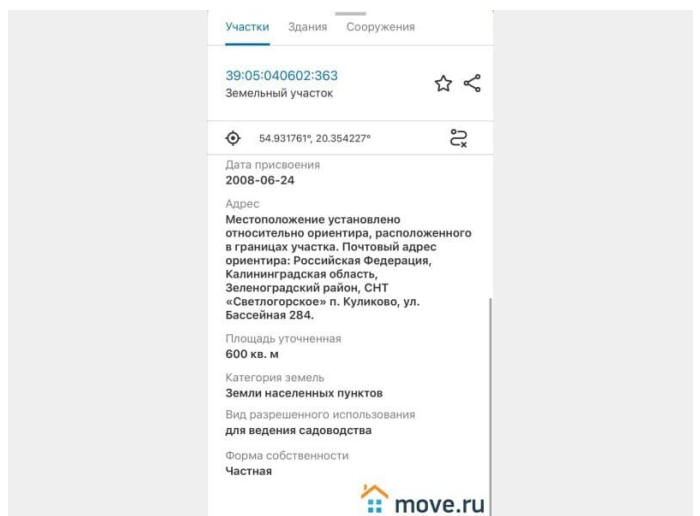 Участки Здания Сооружения
39:05:040602:363
Земельный участок
54.931761°, 20.354227°
Дата присвоения
2008-06-24
Адрес
Местоположение установлено
относительно ориентира, расположенного
в границах участка. Почтовый адрес
ориентира: Российская Федерация,
Калининградская область,
Зеленоградский район, СНТ
«Светлогорское» п. Куликово, ул.
Бассейная 284.
Площадь уточненная
600 кв. м
Категория земель
Земли населенных пунктов
Вид разрешенного использования
для ведения садоводства
Форма собственности
Частная
move.ru